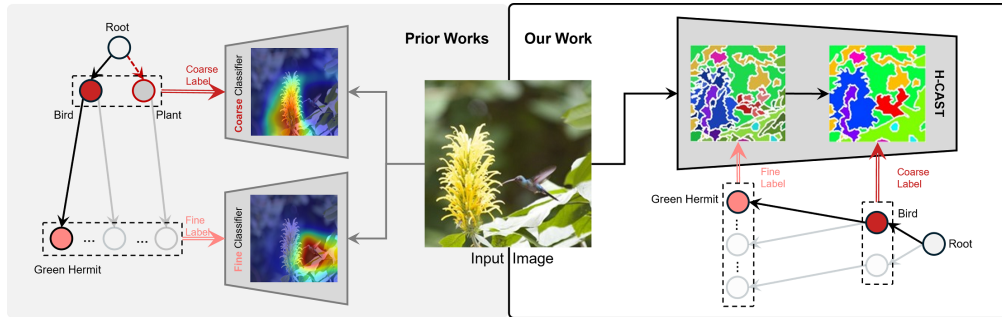 Root
Bird
Plant
Coarse
Label
Coarse Classifier
Prior Works
Fine
Label
Fine Classifier
...
...
Green Hermit
Input Image
Our Work
H-CAST
Fine
Label
Coarse
Label
Green Hermit
Bird
Root
...
...